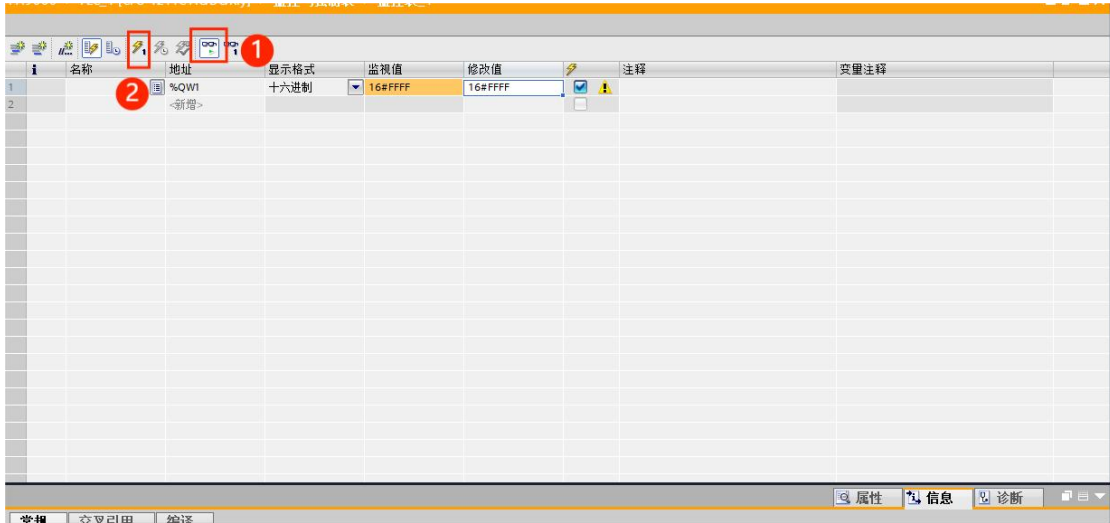 1
i 名称 地址 显示格式 监视值 修改值 注释 变量注释
1 %QW1 十六进制 16#FFFF 16#FFFF
2
2 <新增>
属性 信息 诊断
常规 交叉引用 编译